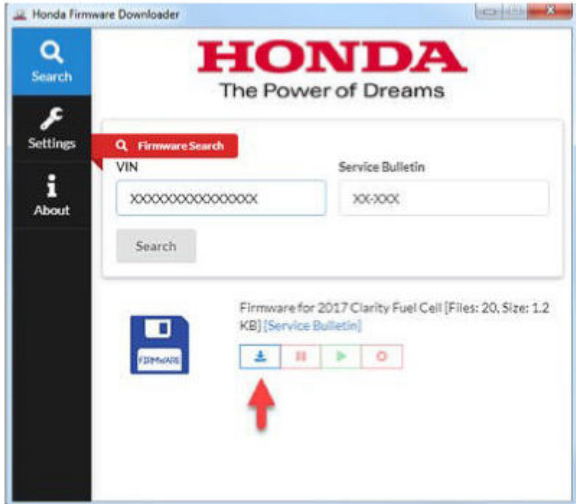 Honda Firmware Downloader
Search
HONDA
The Power of Dreams
Settings
Firmware Search
VIN
Service Bulletin
XXXXXXXXXXXXXXXXX
XX-XXX
About
Search
Firmware for 2017 Clarity Fuel Cell [Files: 20, Size: 1.2
KB] [Service Bulletin]
FIRMWARE